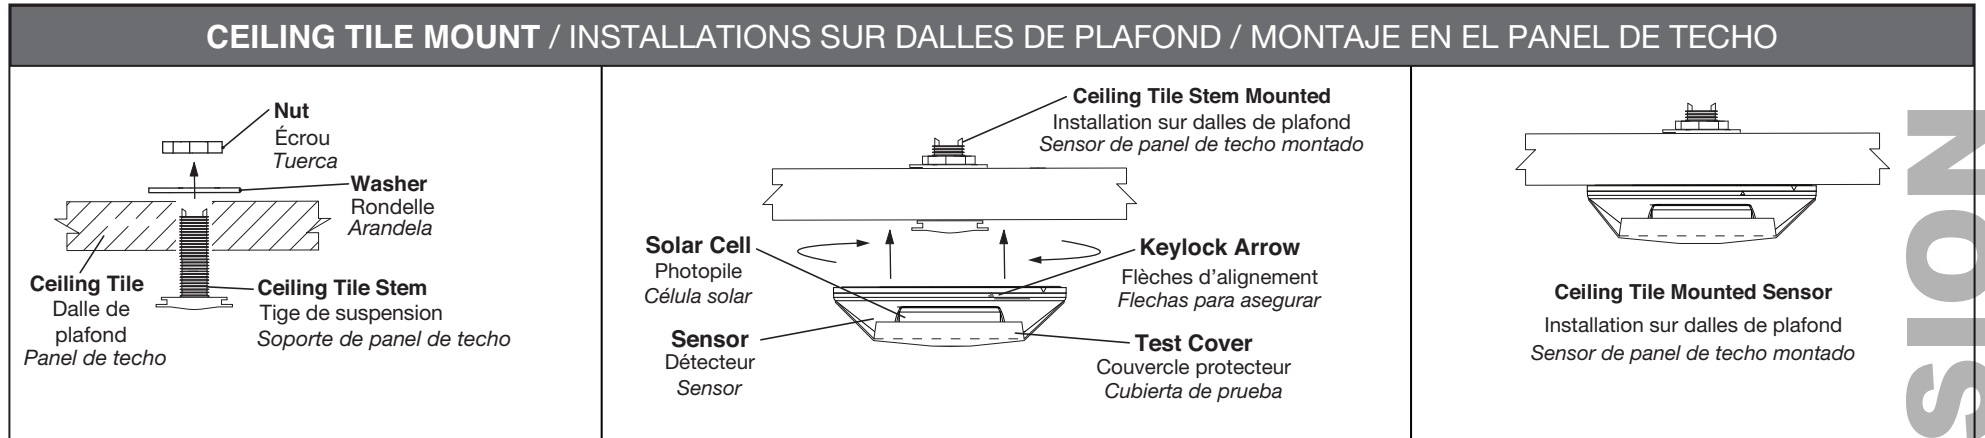 CEILING TILE MOUNT / INSTALLATIONS SUR DALLES DE PLAFOND / MONTAJE EN EL PANEL DE TECHO
Nut
Écrou
Tuerca
Washer
Rondelle
Arandela
Ceiling Tile
Dalle de
plafond
Panel de techo
Ceiling Tile Stem
Tige de suspension
Soporte de panel de techo
Ceiling Tile Stem Mounted
Installation sur dalles de plafond
Sensor de panel de techo montado
Solar Cell
Photopile
Célula solar
Keylock Arrow
Flèches d’alignement
Flechas para asegurar
Sensor
Détecteur
Sensor
Test Cover
Couvercle protecteur
Cubierta de prueba
Ceiling Tile Mounted Sensor
Installation sur dalles de plafond
Sensor de panel de techo montado
SION